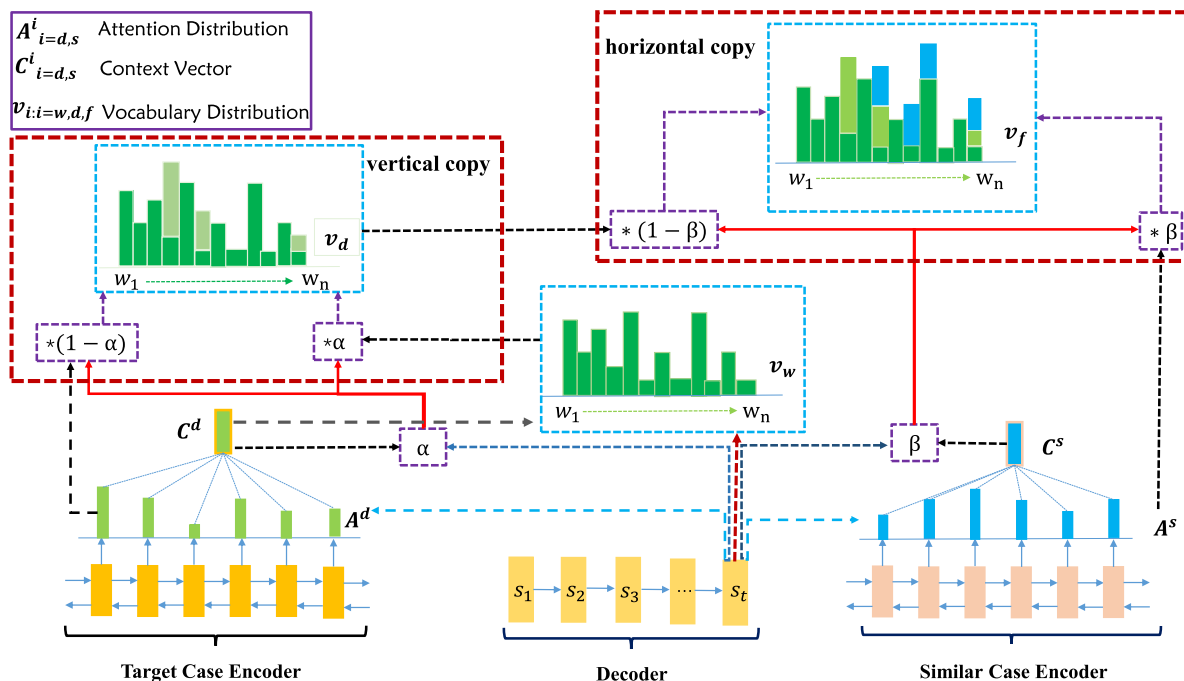 A^i_{i=d,s} Attention Distribution
C^i_{i=d,s} Context Vector
v_{i:i=w,d,f} Vocabulary Distribution
horizontal copy
v_f
w_1 w_n
vertical copy
v_d
w_1 w_n
∗(1 − β)
∗ β
∗(1 − α)
∗α
v_w
w_1 w_n
C^d
α
β
C^s
A^d
A^s
s_1 s_2 s_3 ... s_t
Target Case Encoder
Decoder
Similar Case Encoder